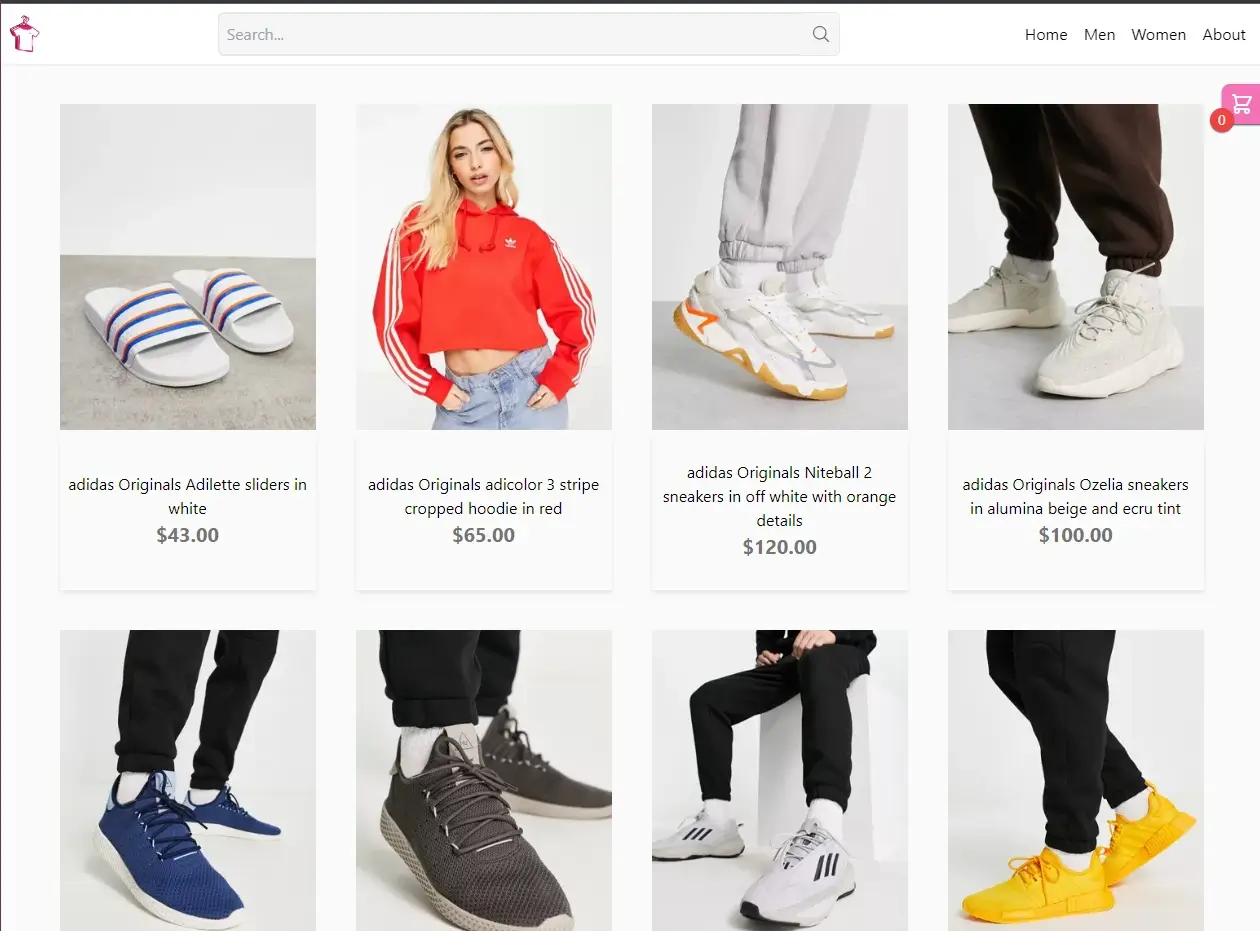 Search...
Home Men Women About
0
adidas Originals Adilette sliders in
white
$43.00
adidas Originals adicolor 3 stripe
cropped hoodie in red
$65.00
adidas Originals Niteball 2
sneakers in off white with orange
details
$120.00
adidas Originals Ozelia sneakers
in alumina beige and ecru tint
$100.00